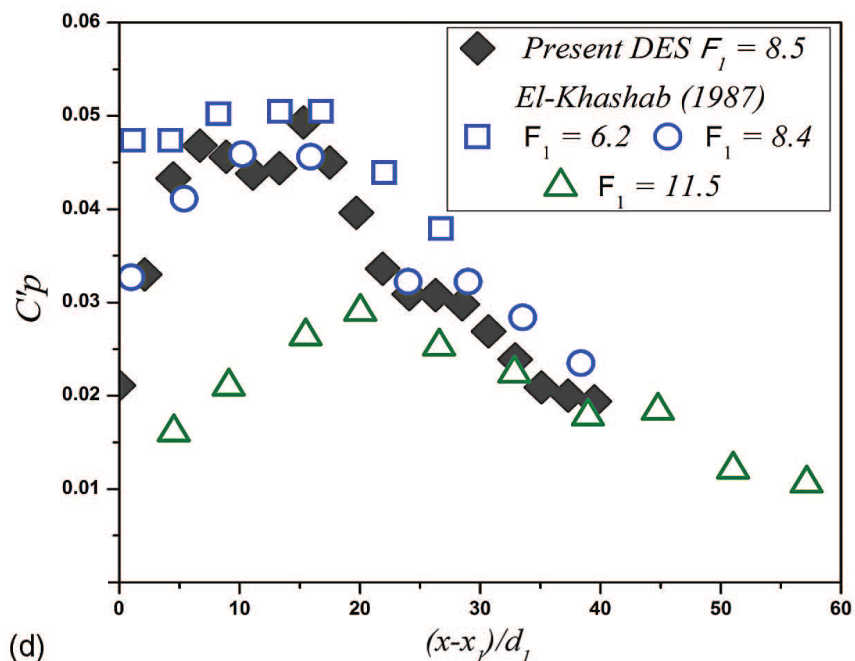 0.06
0.05
0.04
0.03
0.02
0.01
C'p
Present DES F1 = 8.5
El-Khashab (1987)
F1 = 6.2 F1 = 8.4
F1 = 11.5
0 10 20 30 40 50 60
(x-x1)/d1
(d)